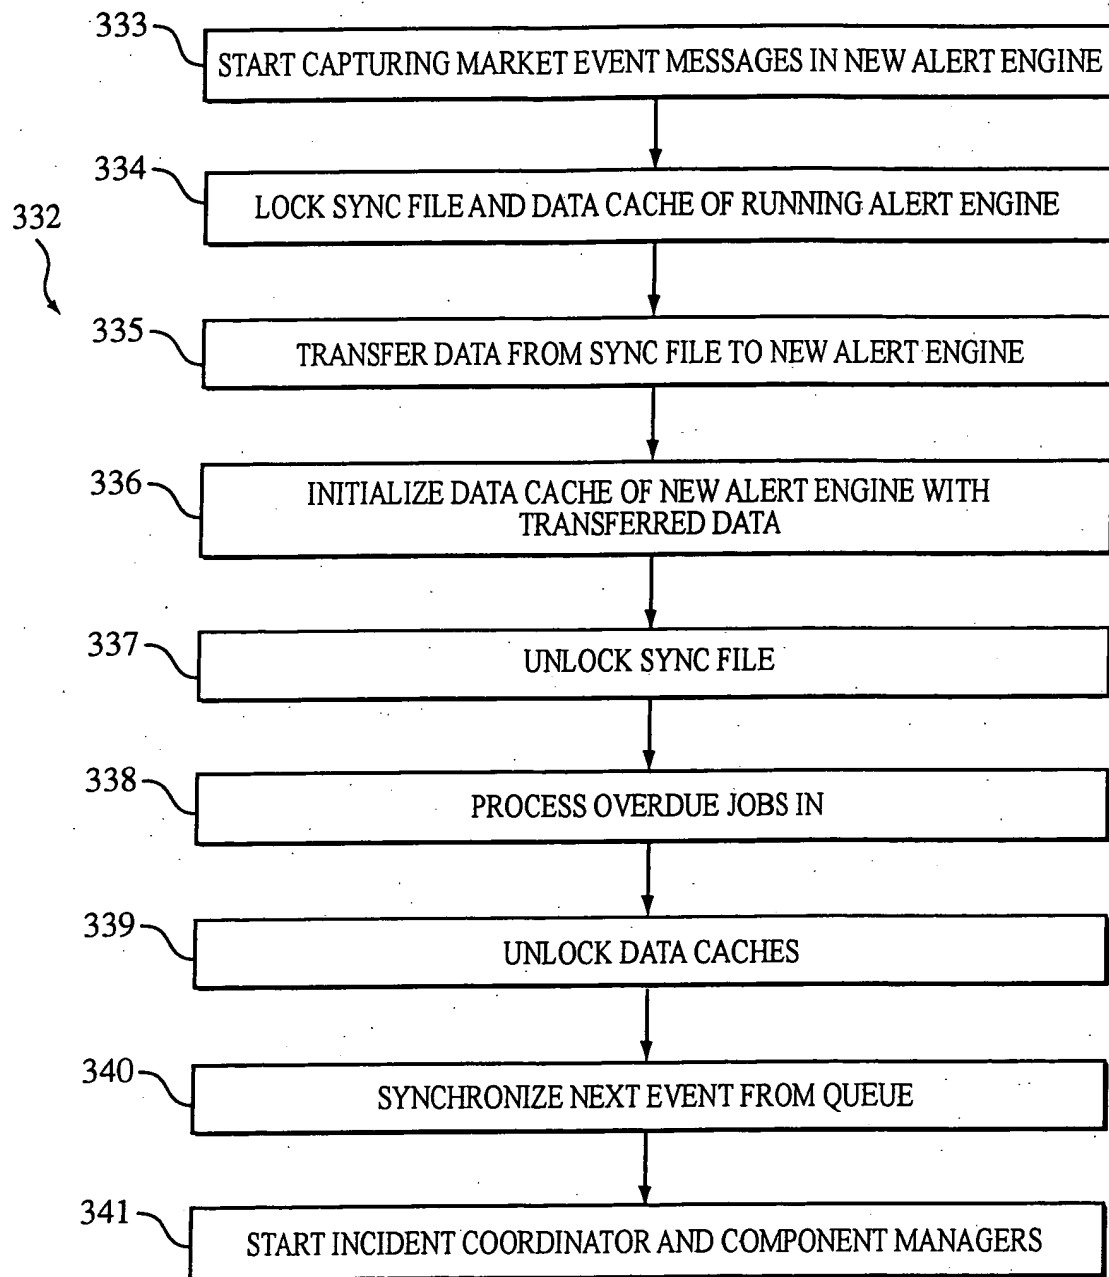 333
START CAPTURING MARKET EVENT MESSAGES IN NEW ALERT ENGINE
334
LOCK SYNC FILE AND DATA CACHE OF RUNNING ALERT ENGINE
332
335
TRANSFER DATA FROM SYNC FILE TO NEW ALERT ENGINE
336
INITIALIZE DATA CACHE OF NEW ALERT ENGINE WITH
TRANSFERRED DATA
337
UNLOCK SYNC FILE
338
PROCESS OVERDUE JOBS IN
339
UNLOCK DATA CACHES
340
SYNCHRONIZE NEXT EVENT FROM QUEUE
341
START INCIDENT COORDINATOR AND COMPONENT MANAGERS